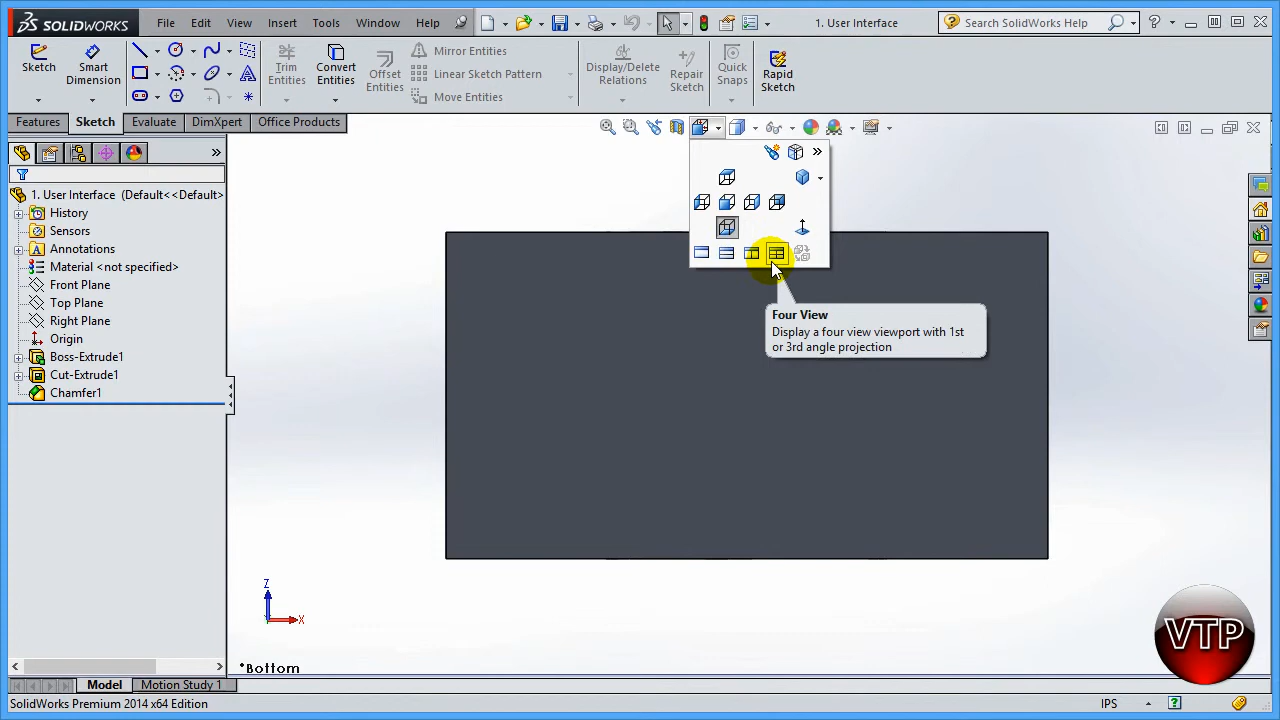 SOLIDWORKS File Edit View Insert Tools Window Help 1. User Interface Search SolidWorks Help
Sketch Smart Dimension Trim Entities Convert Entities Offset Entities Mirror Entities Linear Sketch Pattern Move Entities Display/Delete Relations Repair Sketch Quick Snaps Rapid Sketch
Features Sketch Evaluate DimXpert Office Products
1. User Interface (Default<<Default>
History
Sensors
Annotations
Material <not specified>
Front Plane
Top Plane
Right Plane
Origin
Boss-Extrude1
Cut-Extrude1
Chamfer1
Four View
Display a four view viewport with 1st
or 3rd angle projection
Z
X
VTP
*Bottom
Model Motion Study 1
SolidWorks Premium 2014 x64 Edition IPS